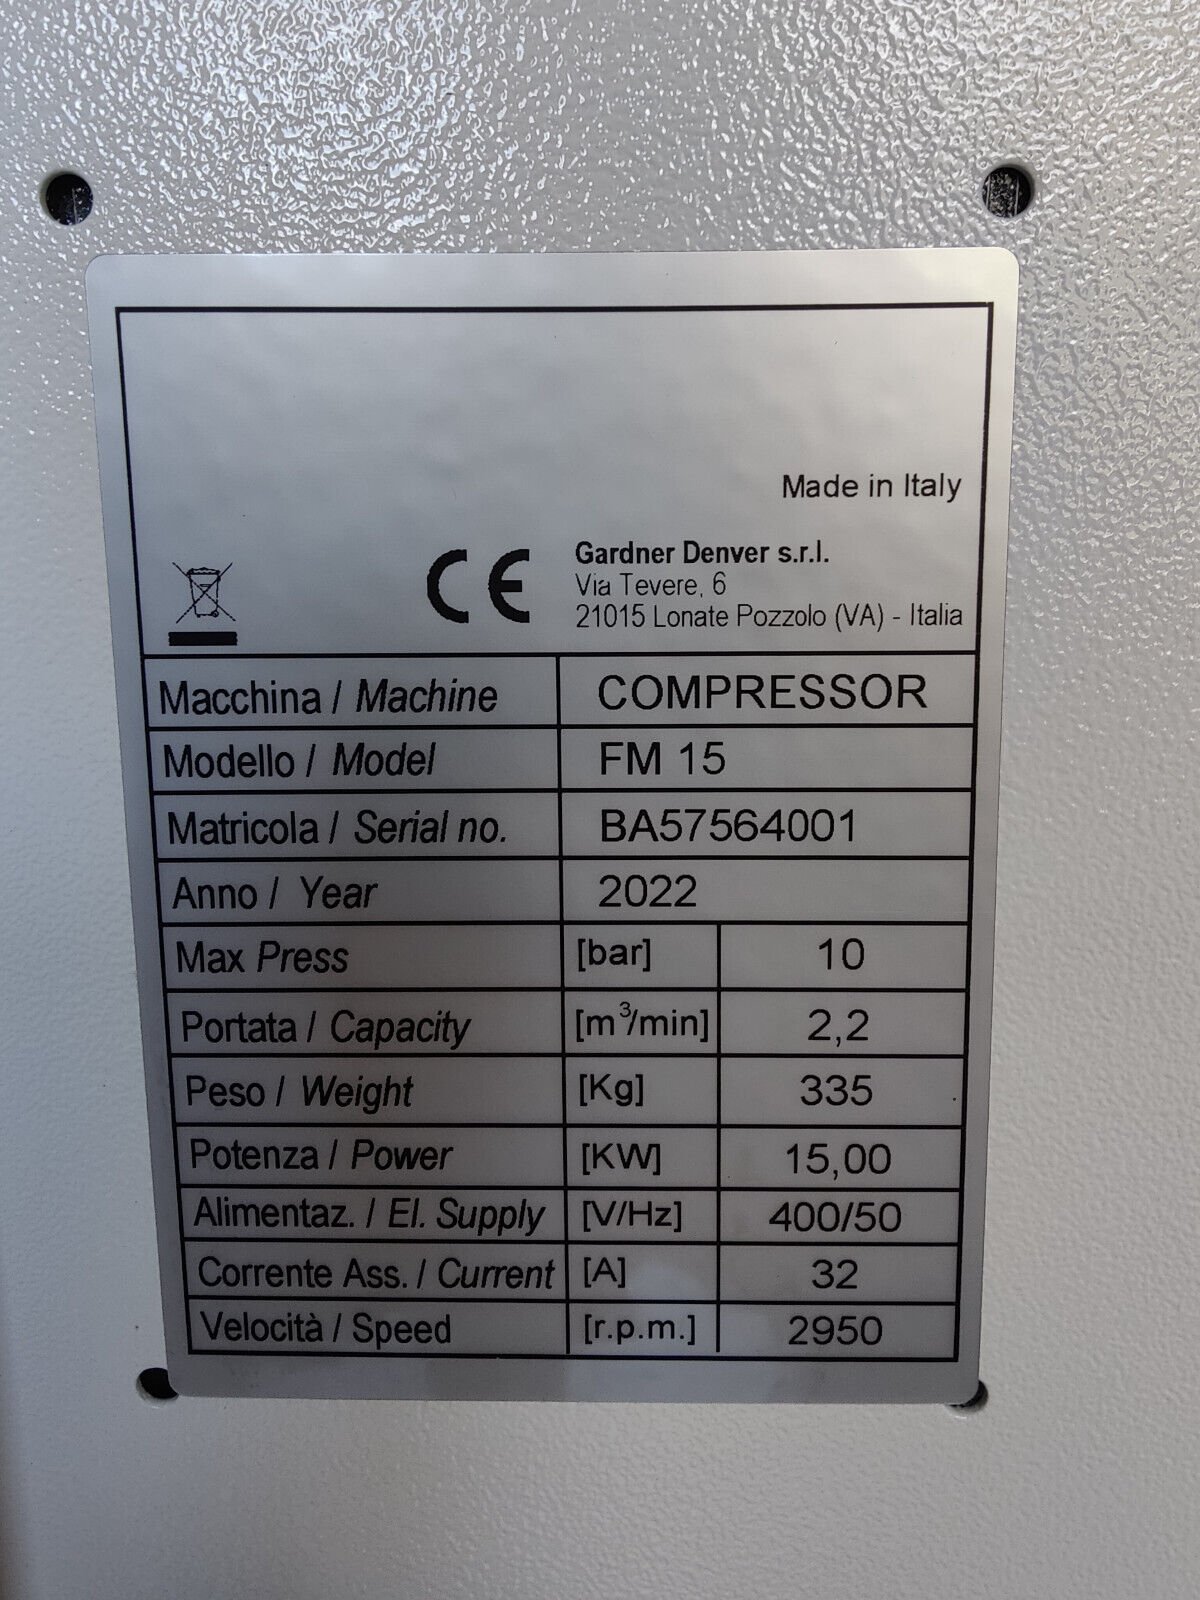 Made in Italy
CE
Gardner Denver s.r.l.
Via Tevere, 6
21015 Lonate Pozzolo (VA) - Italia
Macchina / Machine COMPRESSOR
Modello / Model FM 15
Matricola / Serial no. BA57564001
Anno / Year 2022
Max Press [bar] 10
Portata / Capacity [m³/min] 2,2
Peso / Weight [Kg] 335
Potenza / Power [KW] 15,00
Alimentaz. / El. Supply [V/Hz] 400/50
Corrente Ass. / Current [A] 32
Velocità / Speed [r.p.m.] 2950